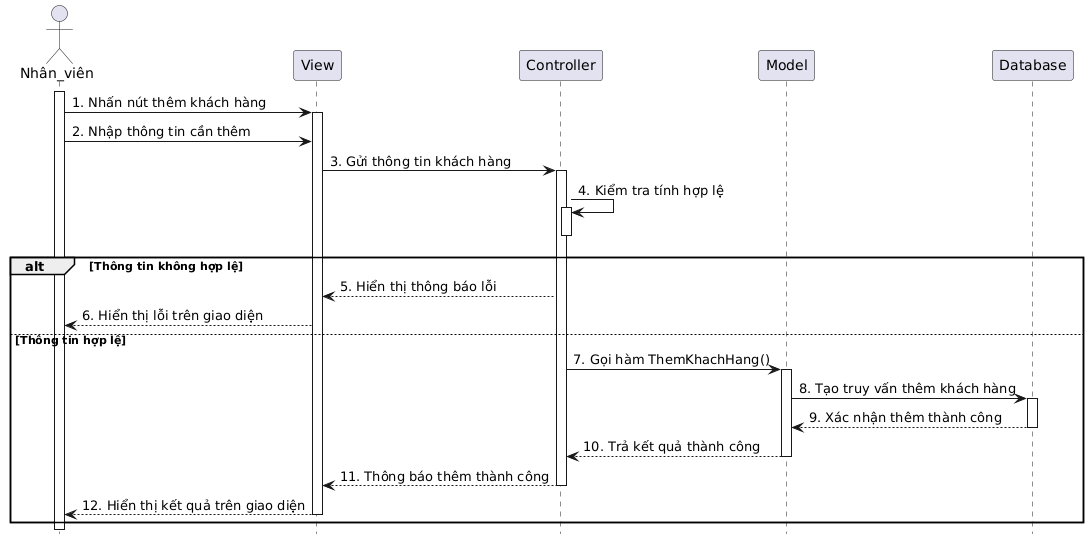 Nhân_viên
View
Controller
Model
Database
1. Nhấn nút thêm khách hàng
2. Nhập thông tin cần thêm
3. Gửi thông tin khách hàng
4. Kiểm tra tính hợp lệ
alt [Thông tin không hợp lệ]
5. Hiển thị thông báo lỗi
6. Hiển thị lỗi trên giao diện
[Thông tin hợp lệ]
7. Gọi hàm ThemKhachHang()
8. Tạo truy vấn thêm khách hàng
9. Xác nhận thêm thành công
10. Trả kết quả thành công
11. Thông báo thêm thành công
12. Hiển thị kết quả trên giao diện